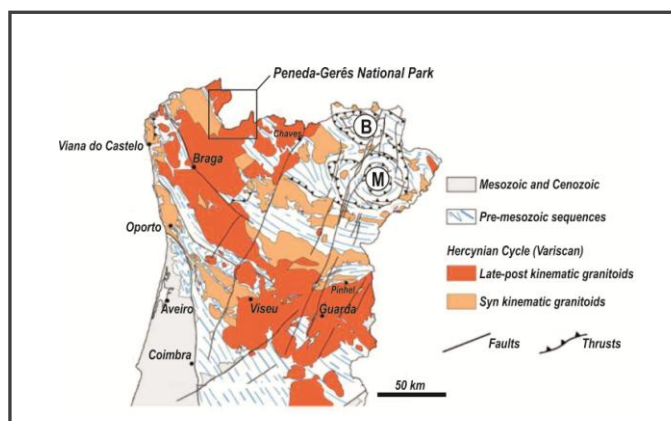 Peneda-Gerês National Park
B
Chaves
Viana do Castelo
Braga
M
Mesozoic and Cenozoic
Pre-mesozoic sequences
Oporto
Hercynian Cycle (Variscan)
Late-post kinematic granitoids
Pinhel
Aveiro
Viseu
Guarda
Syn kinematic granitoids
Faults
Thrusts
Coimbra
50 km